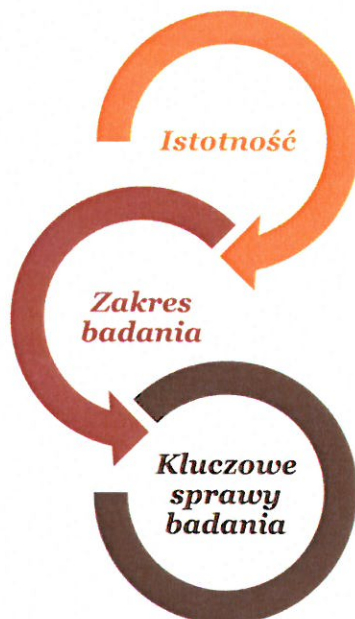 Istotność
Zakres
badania
Kluczowe
sprawy
badania